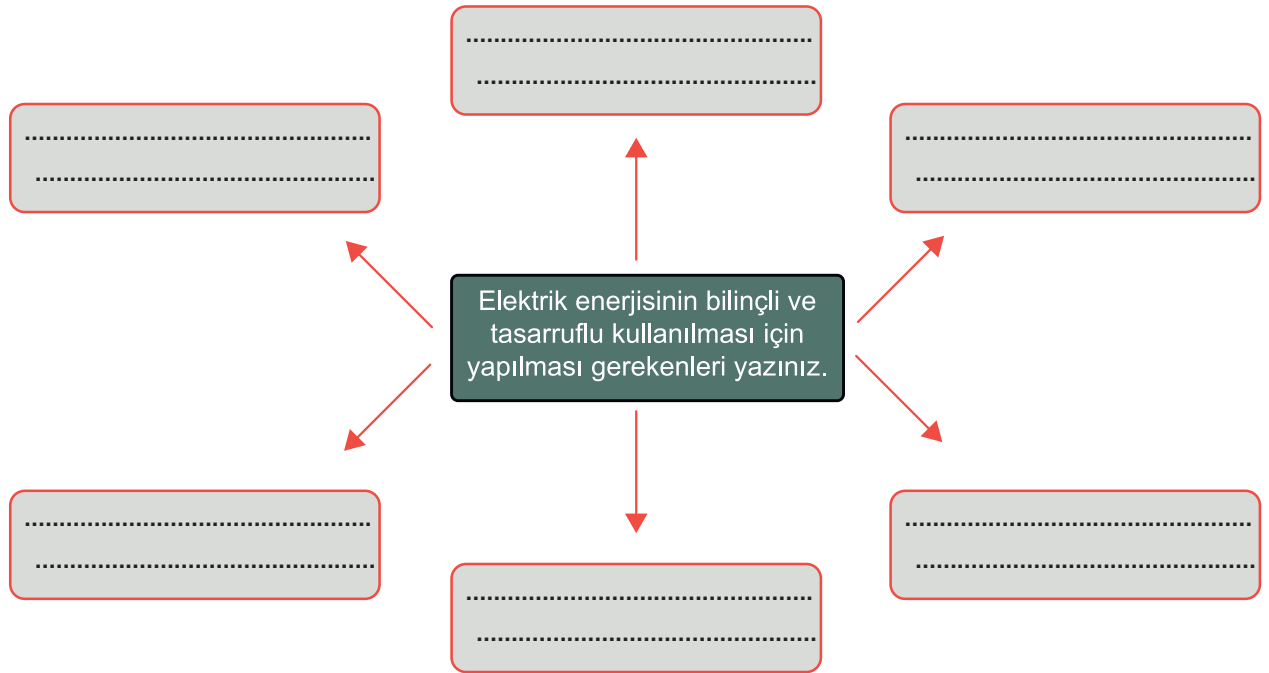 Elektrik enerjisinin bilinçli ve
tasarruflu kullanılması için
yapılması gerekenleri yazınız.